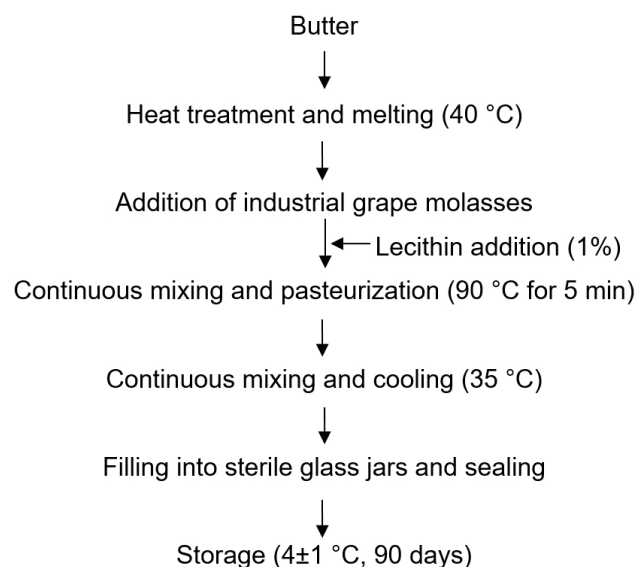 Butter
Heat treatment and melting (40 °C)
Addition of industrial grape molasses
Lecithin addition (1%)
Continuous mixing and pasteurization (90 °C for 5 min)
Continuous mixing and cooling (35 °C)
Filling into sterile glass jars and sealing
Storage (4±1 °C, 90 days)